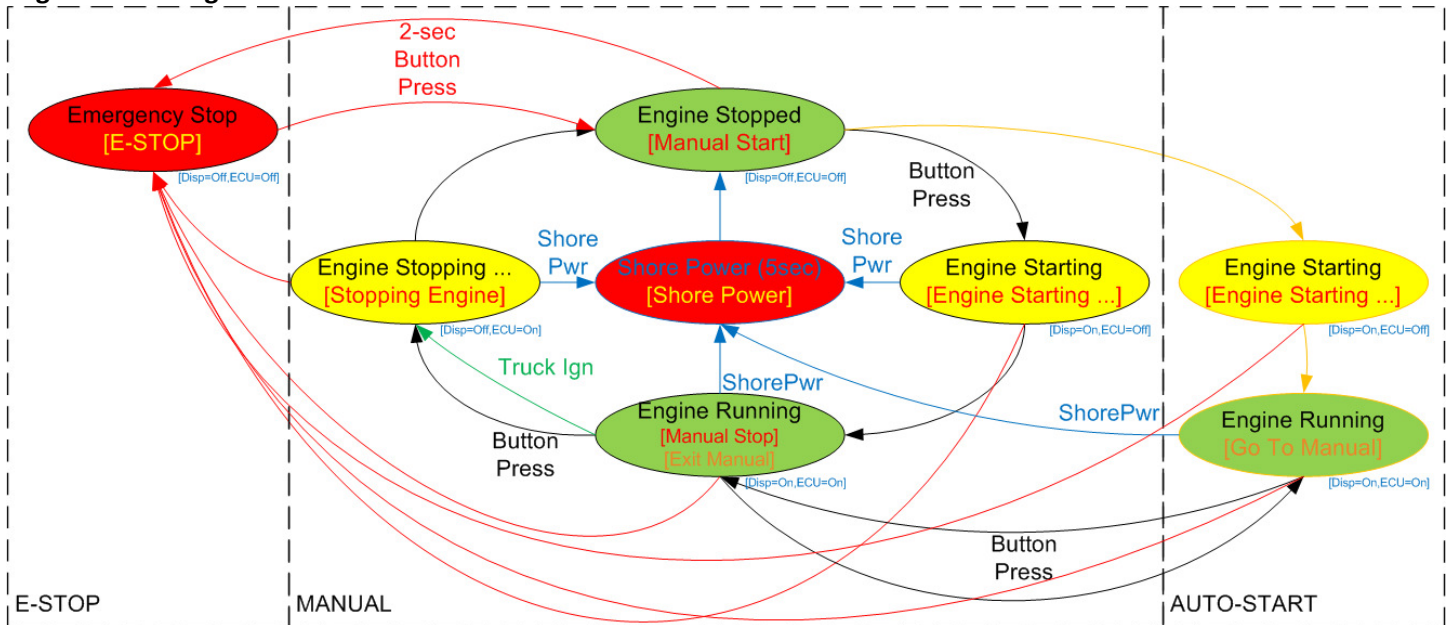 2-sec
Button
Press
Emergency Stop
[E-STOP]
[Disp=Off,ECU=Off]
Engine Stopped
[Manual Start]
[Disp=Off,ECU=Off]
Button
Press
Shore
Pwr
Shore
Pwr
Engine Stopping ...
[Stopping Engine]
[Disp=Off,ECU=On]
Shore Power (5sec)
[Shore Power]
Engine Starting
[Engine Starting ...]
[Disp=On,ECU=Off]
Engine Starting
[Engine Starting ...]
[Disp=On,ECU=Off]
Truck Ign
ShorePwr
ShorePwr
Engine Running
[Manual Stop]
[Exit Manual]
[Disp=On,ECU=On]
Engine Running
[Go To Manual]
[Disp=On,ECU=On]
Button
Press
Button
Press
E-STOP
MANUAL
AUTO-START